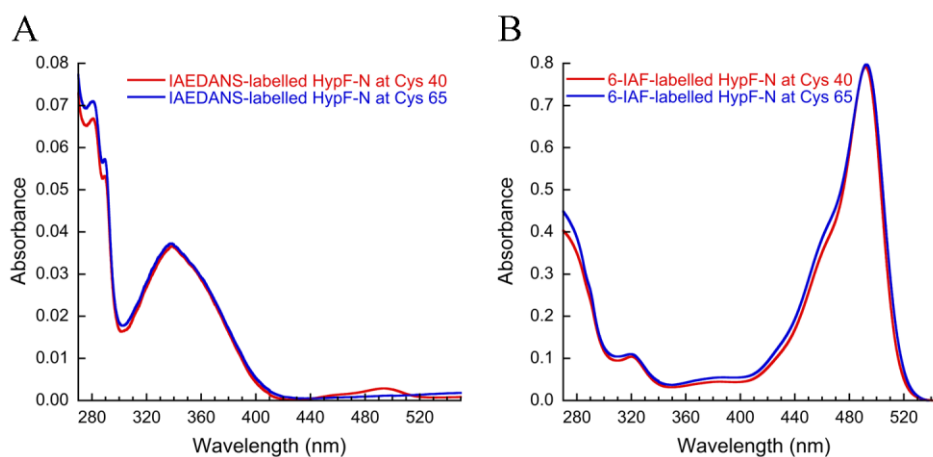 A
IAEDANS-labelled HypF-N at Cys 40
IAEDANS-labelled HypF-N at Cys 65
0.08
0.07
0.06
0.05
0.04
0.03
0.02
0.01
0.00
Absorbance
280 320 360 400 440 480 520
Wavelength (nm)
B
6-IAF-labelled HypF-N at Cys 40
6-IAF-labelled HypF-N at Cys 65
0.8
0.7
0.6
0.5
0.4
0.3
0.2
0.1
0.0
Absorbance
280 320 360 400 440 480 520
Wavelength (nm)